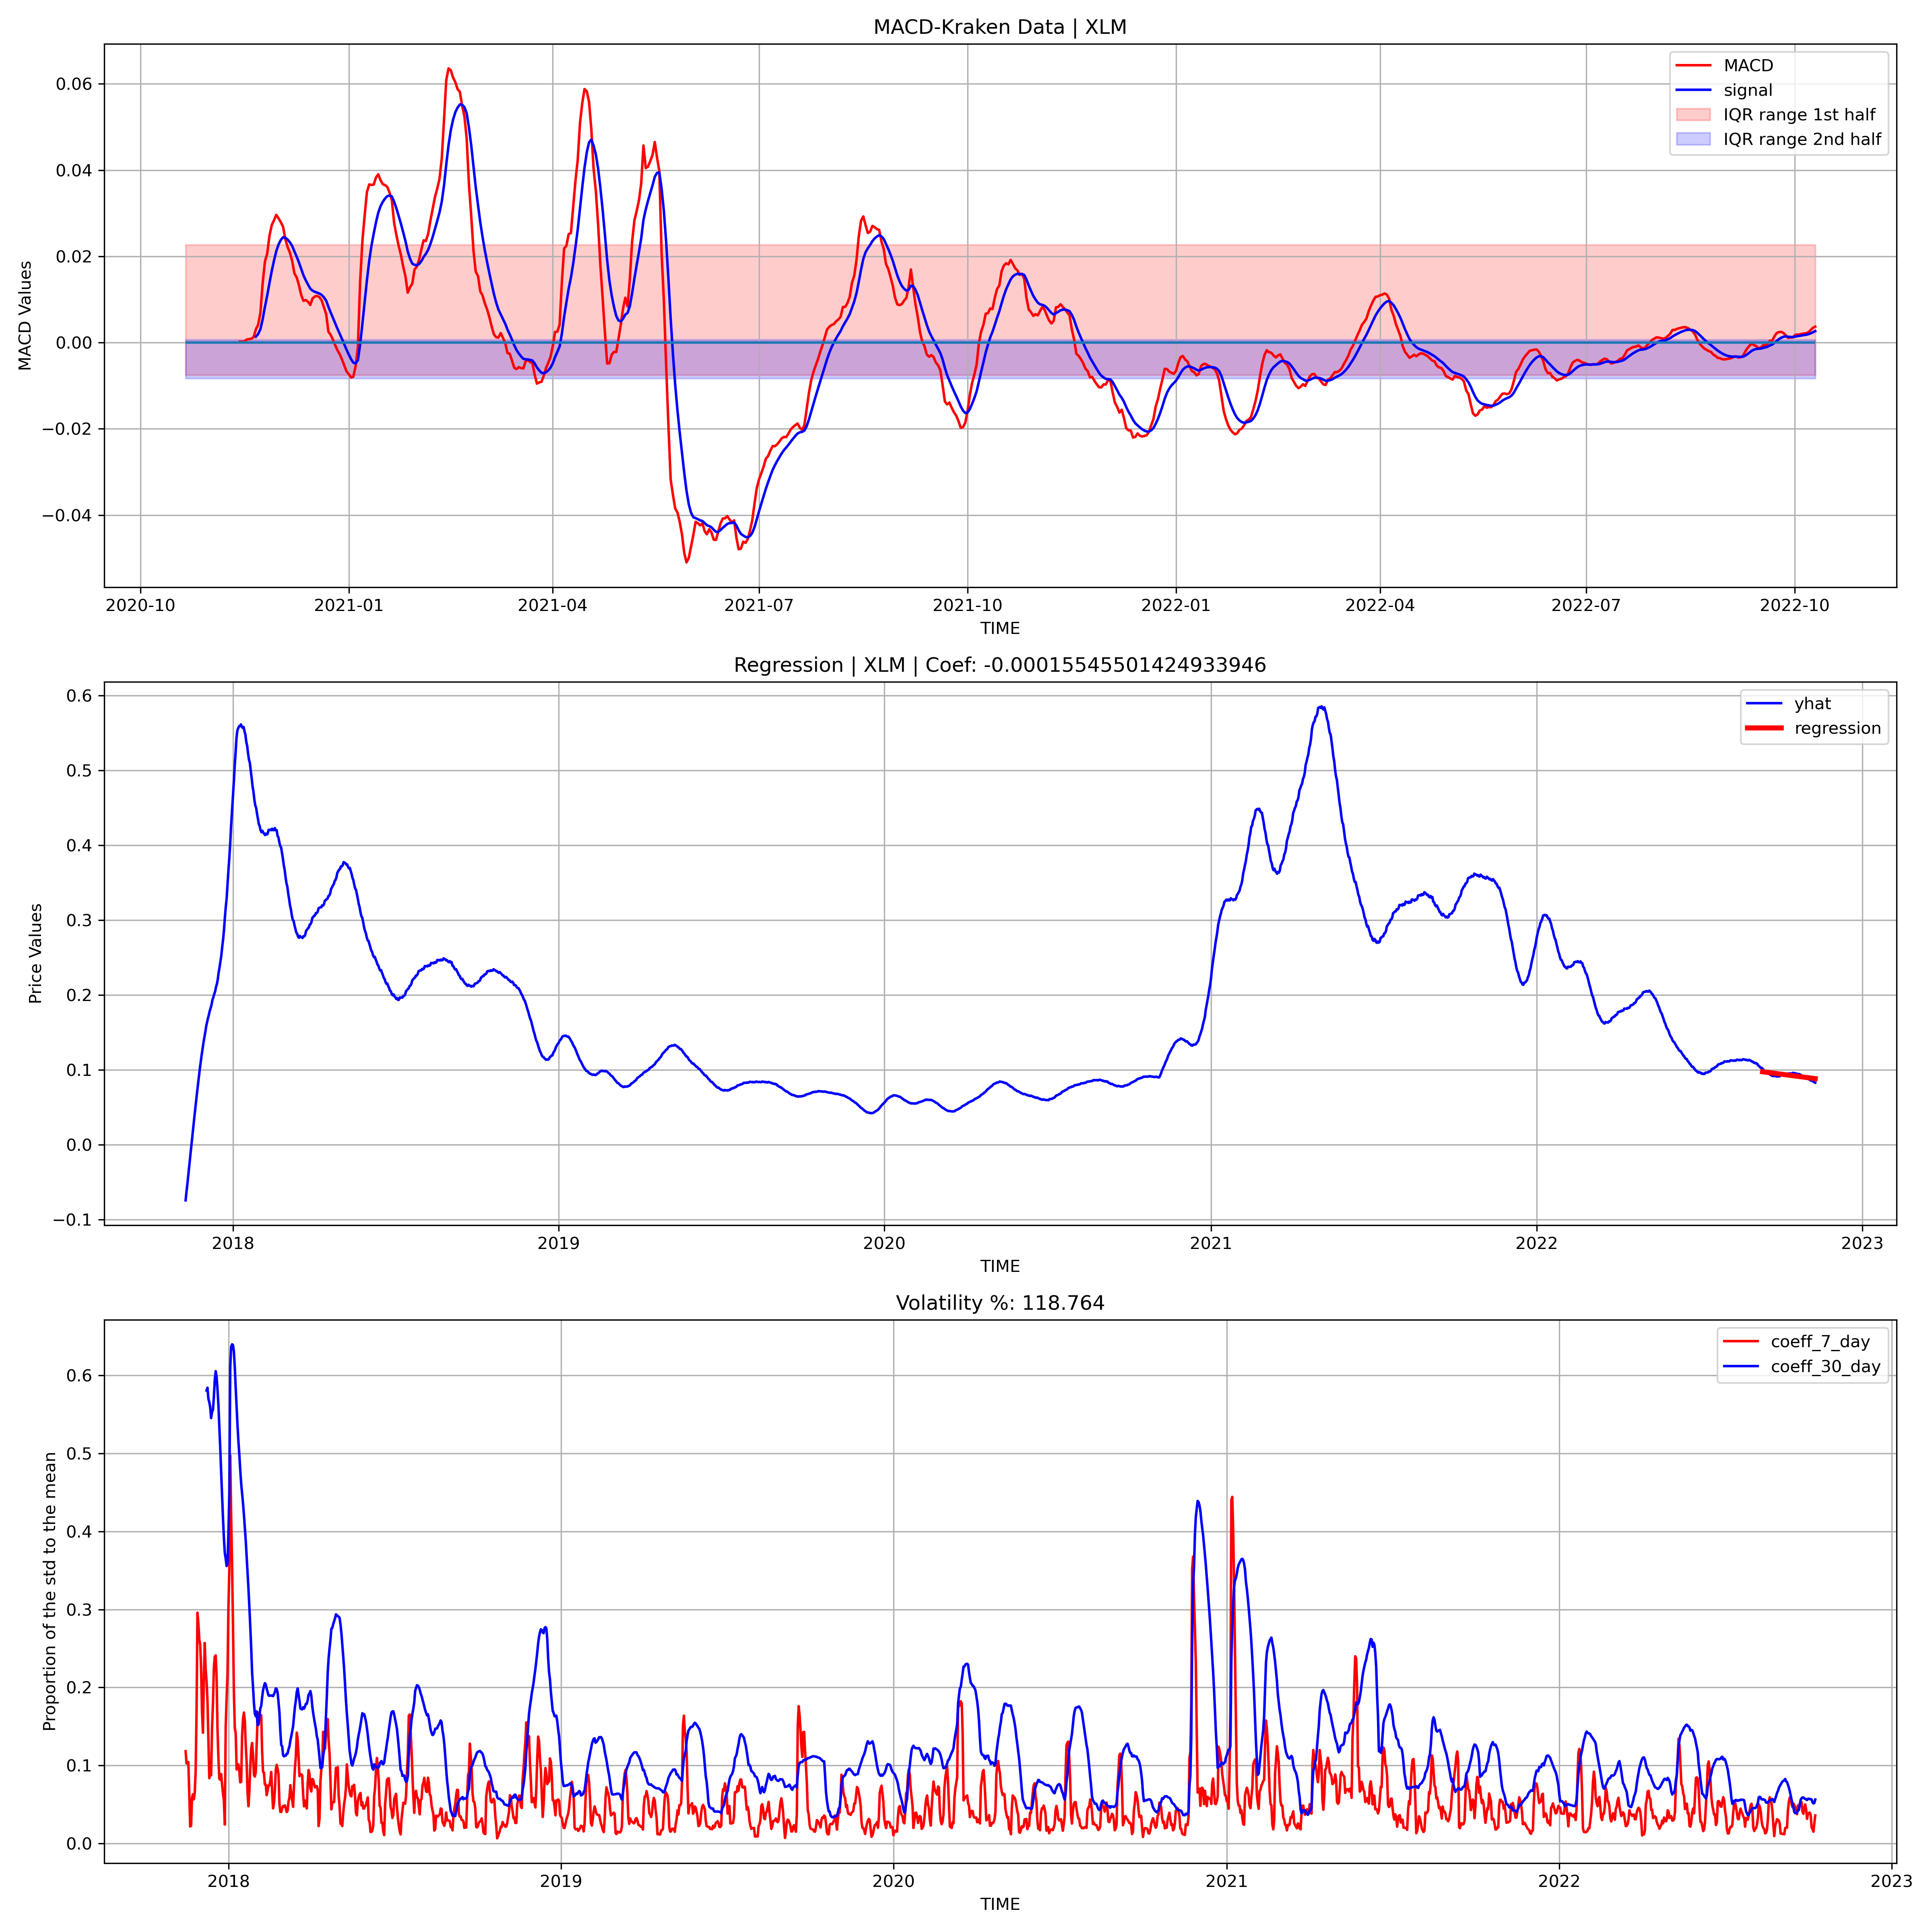 MACD-Kraken Data | XLM
MACD Values
0.06
0.04
0.02
0.00
−0.02
−0.04
MACD
signal
IQR range 1st half
IQR range 2nd half
2020-10 2021-01 2021-04 2021-07 2021-10 2022-01 2022-04 2022-07 2022-10
TIME
Regression | XLM | Coef: -0.00015545501424933946
Price Values
0.6
0.5
0.4
0.3
0.2
0.1
0.0
−0.1
yhat
regression
2018 2019 2020 2021 2022 2023
TIME
Volatility %: 118.764
Proportion of the std to the mean
0.6
0.5
0.4
0.3
0.2
0.1
0.0
coeff_7_day
coeff_30_day
2018 2019 2020 2021 2022 2023
TIME